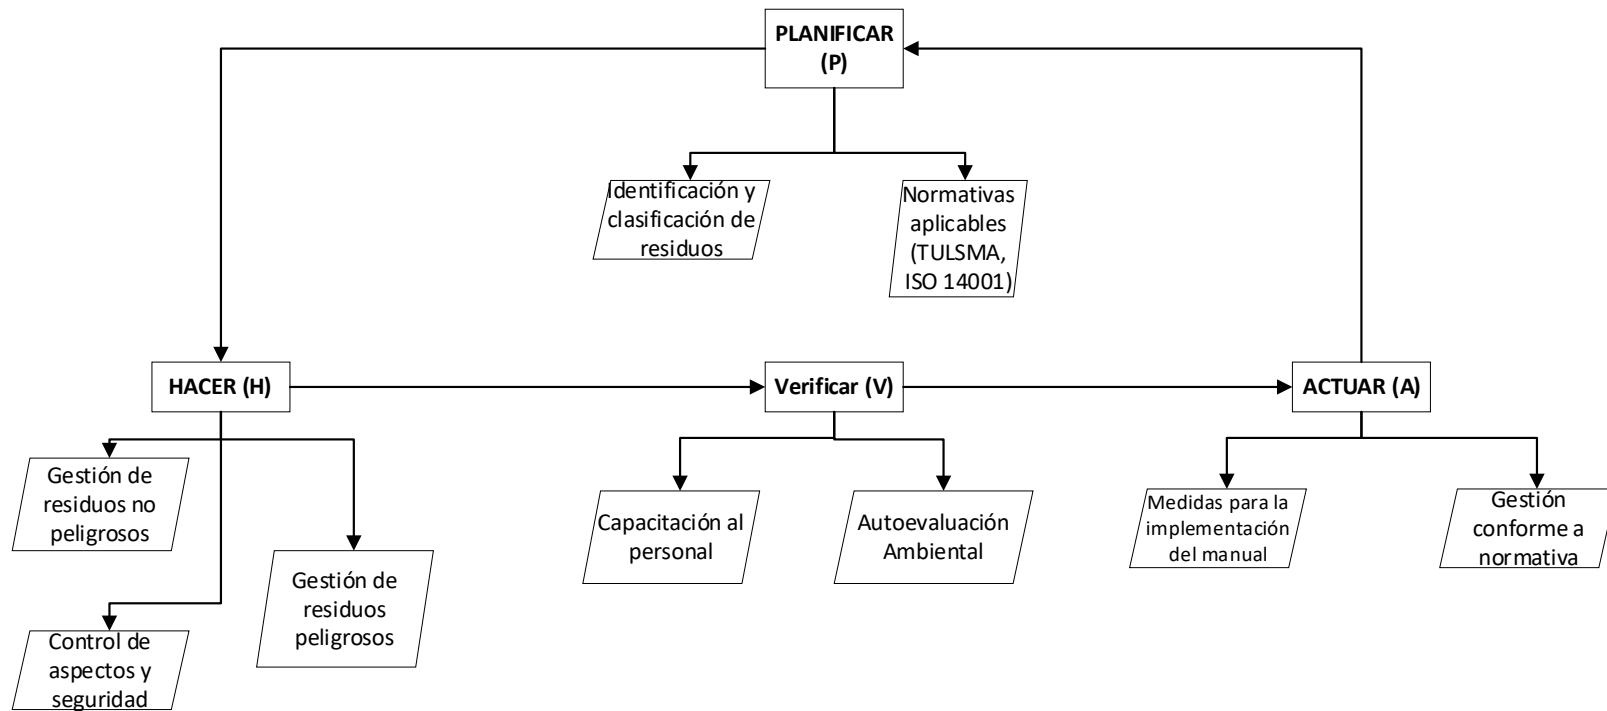 PLANIFICAR
(P)
Identificación y
clasificación de
residuos
Normativas
aplicables
(TULSMA,
ISO 14001)
HACER (H)
Verificar (V)
ACTUAR (A)
Gestión de
residuos no
peligrosos
Gestión de
residuos
peligrosos
Control de
aspectos y
seguridad
Capacitación al
personal
Autoevaluación
Ambiental
Medidas para la
implementación
del manual
Gestión
conforme a
normativa